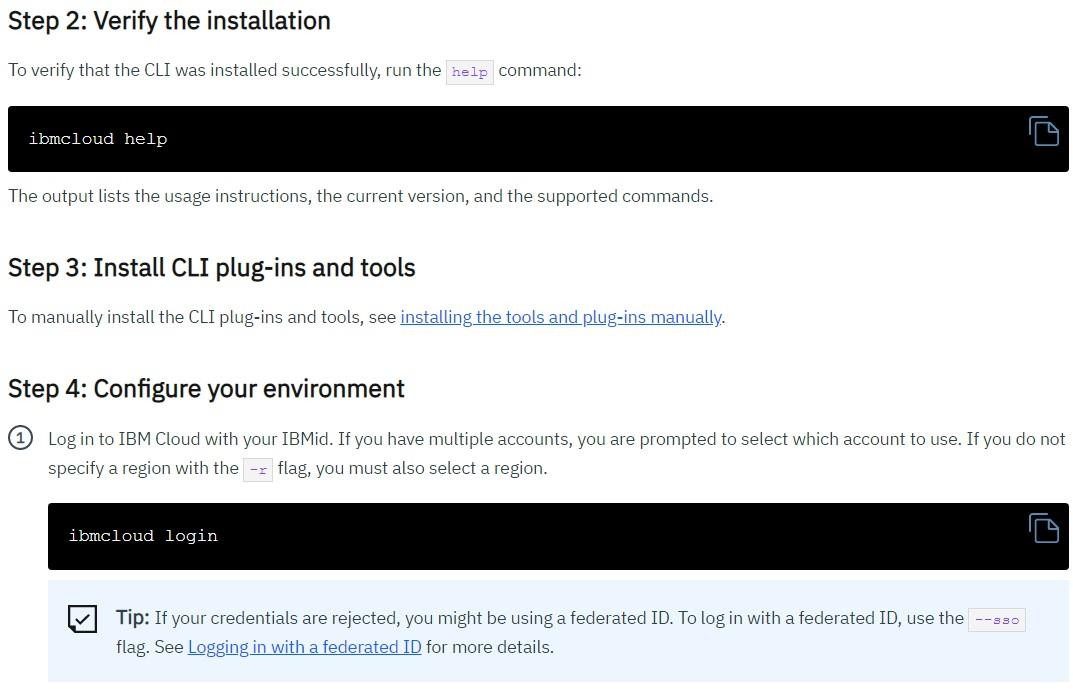 Step 2: Verify the installation
To verify that the CLI was installed successfully, run the help command:
ibmcloud help
The output lists the usage instructions, the current version, and the supported commands.
Step 3: Install CLI plug-ins and tools
To manually install the CLI plug-ins and tools, see installing the tools and plug-ins manually.
Step 4: Configure your environment
1 Log in to IBM Cloud with your IBMid. If you have multiple accounts, you are prompted to select which account to use. If you do not
specify a region with the -r flag, you must also select a region.
ibmcloud login
Tip: If your credentials are rejected, you might be using a federated ID. To log in with a federated ID, use the --sso
flag. See Logging in with a federated ID for more details.